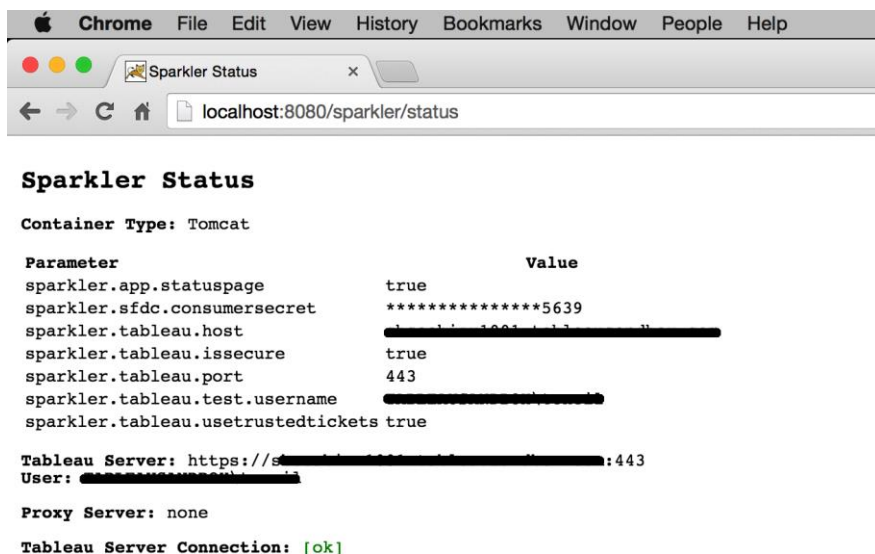 Chrome File Edit View History Bookmarks Window People Help
Sparkler Status
localhost:8080/sparkler/status
Sparkler Status
Container Type: Tomcat
Parameter Value
sparkler.app.statuspage true
sparkler.sfdc.consumersecret ***************5639
sparkler.tableau.host
sparkler.tableau.issecure true
sparkler.tableau.port 443
sparkler.tableau.test.username
sparkler.tableau.usetrustedtickets true
Tableau Server: https://s :443
User:
Proxy Server: none
Tableau Server Connection: [ok]